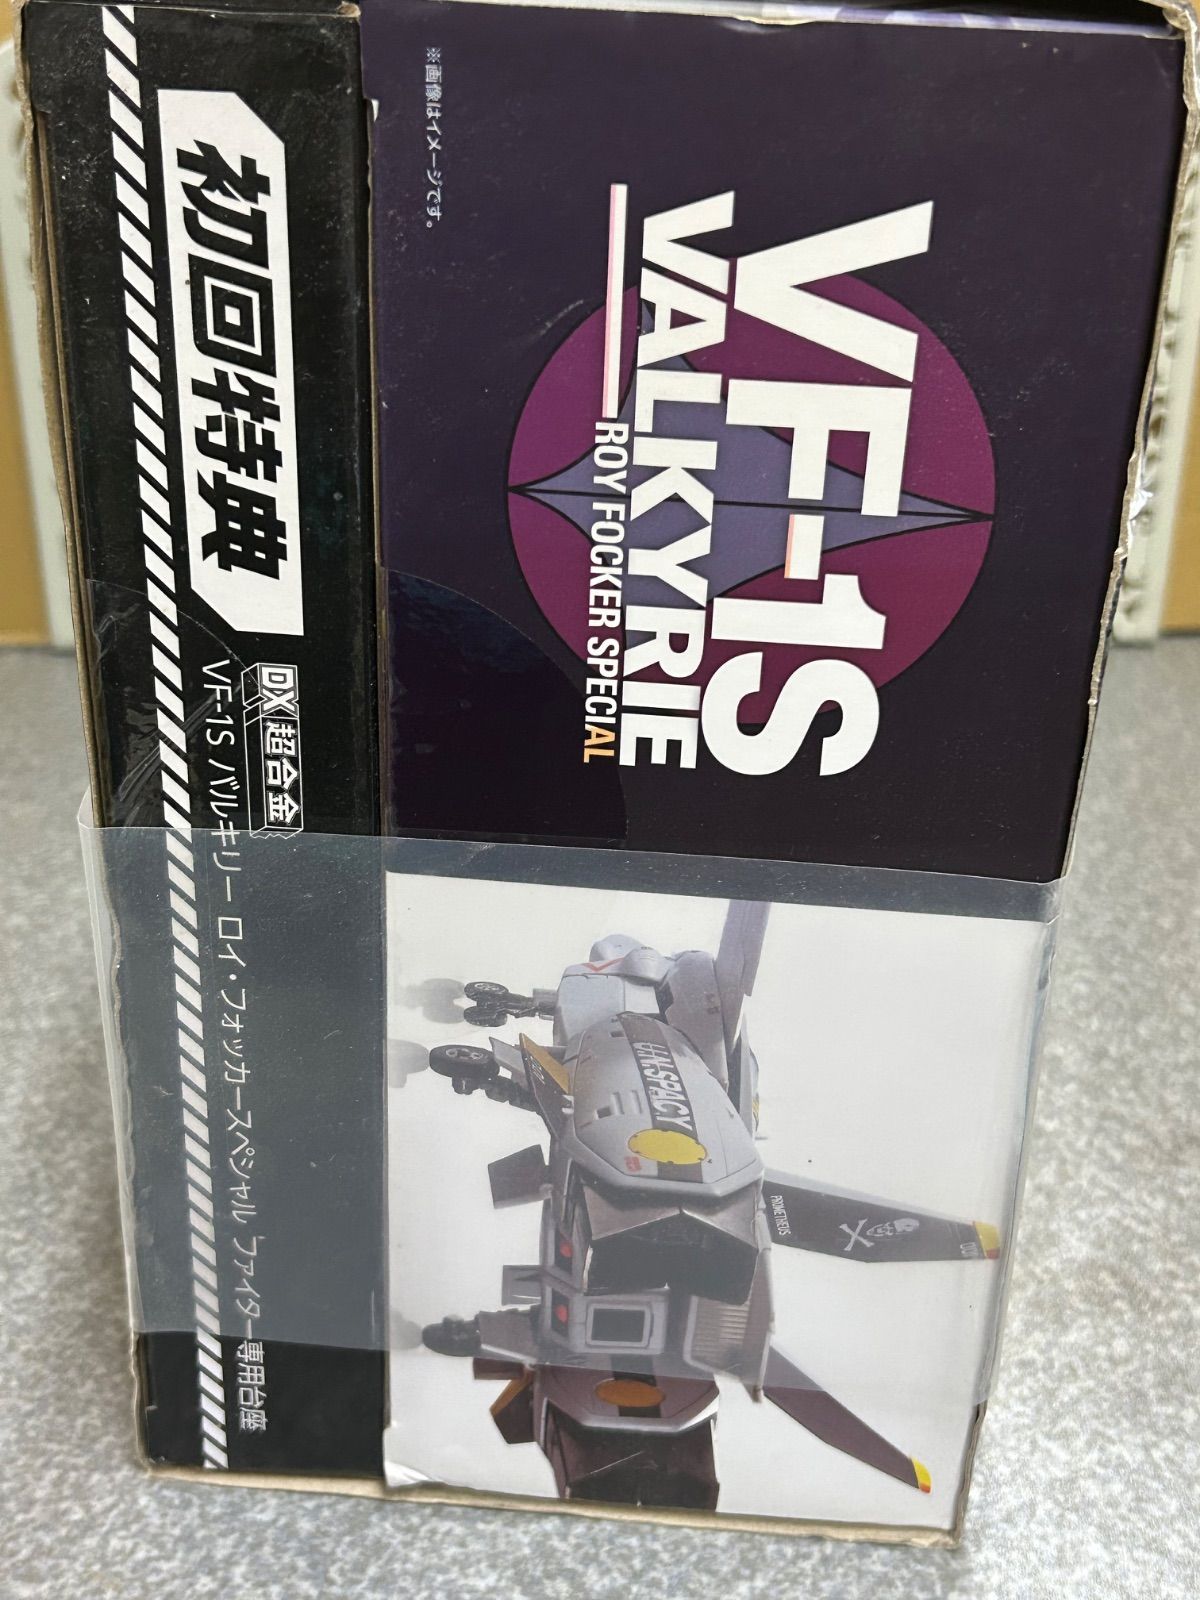 VF-1S
VALKYRIE
ROY FOCKER SPECIAL
※画像はイメージです。
U.N.SPACY
PROMETHEUS
001
初回特典
DX超合金
VF-1S バルキリー ロイ・フォッカースペシャル ファイター専用台座